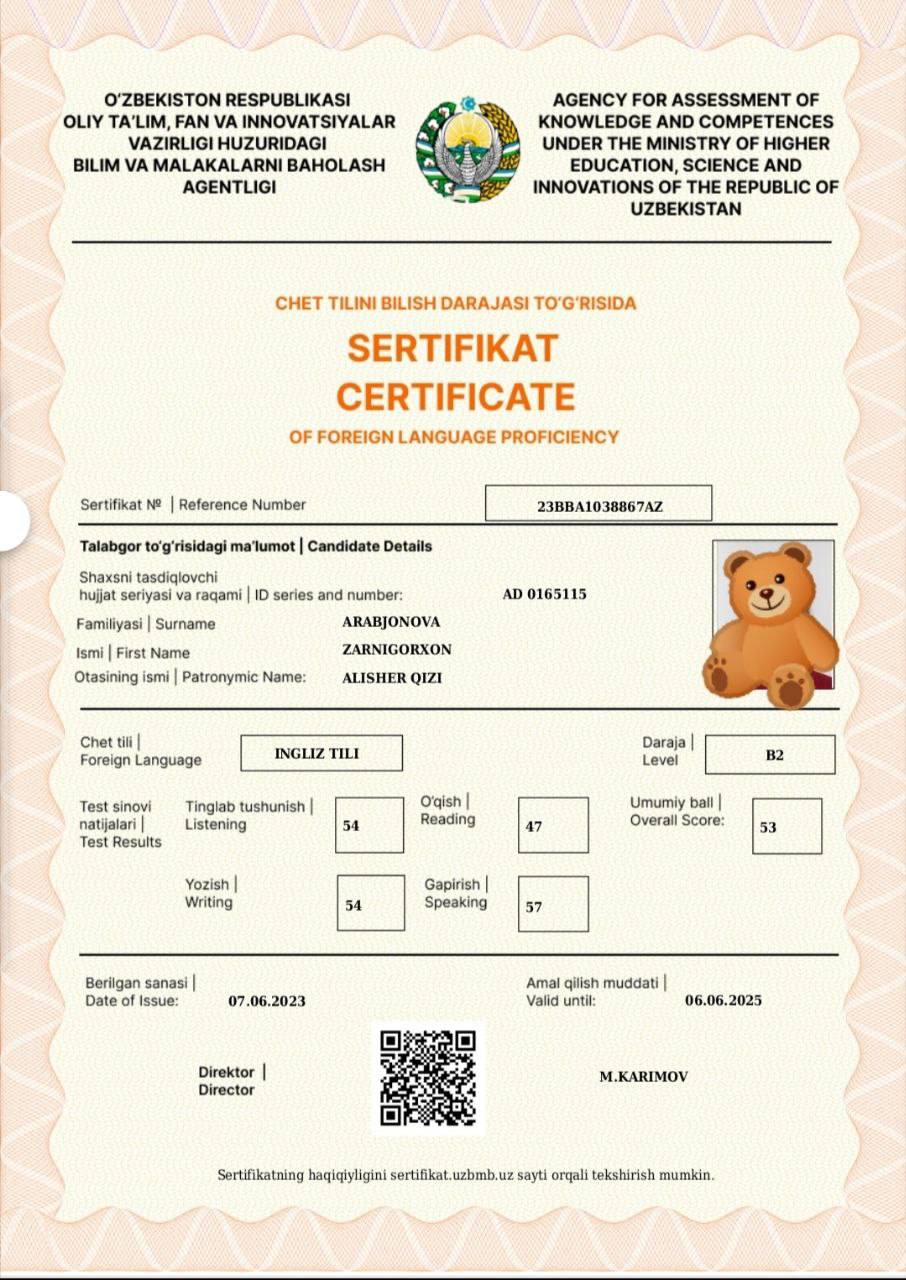 O‘ZBEKISTON RESPUBLIKASI
OLIY TA’LIM, FAN VA INNOVATSIYALAR
VAZIRLIGI HUZURIDAGI
BILIM VA MALAKALARNI BAHOLASH
AGENTLIGI
AGENCY FOR ASSESSMENT OF
KNOWLEDGE AND COMPETENCES
UNDER THE MINISTRY OF HIGHER
EDUCATION, SCIENCE AND
INNOVATIONS OF THE REPUBLIC OF
UZBEKISTAN
CHET TILINI BILISH DARAJASI TO‘G‘RISIDA
SERTIFIKAT
CERTIFICATE
OF FOREIGN LANGUAGE PROFICIENCY
Sertifikat № | Reference Number 23BBA1038867AZ
Talabgor to‘g‘risidagi ma’lumot | Candidate Details
Shaxsni tasdiqlovchi
hujjat seriyasi va raqami | ID series and number: AD 0165115
Familiyasi | Surname ARABJONOVA
Ismi | First Name ZARNIGORXON
Otasining ismi | Patronymic Name: ALISHER QIZI
Chet tili |
Foreign Language
INGLIZ TILI
Daraja |
Level
B2
Test sinovi
natijalari |
Test Results
Tinglab tushunish |
Listening
54
O‘qish |
Reading
47
Umumiy ball |
Overall Score:
53
Yozish |
Writing
54
Gapirish |
Speaking
57
Berilgan sanasi |
Date of Issue: 07.06.2023
Amal qilish muddati |
Valid until: 06.06.2025
Direktor |
Director
M.KARIMOV
Sertifikatning haqiqiyligini sertifikat.uzbmb.uz sayti orqali tekshirish mumkin.